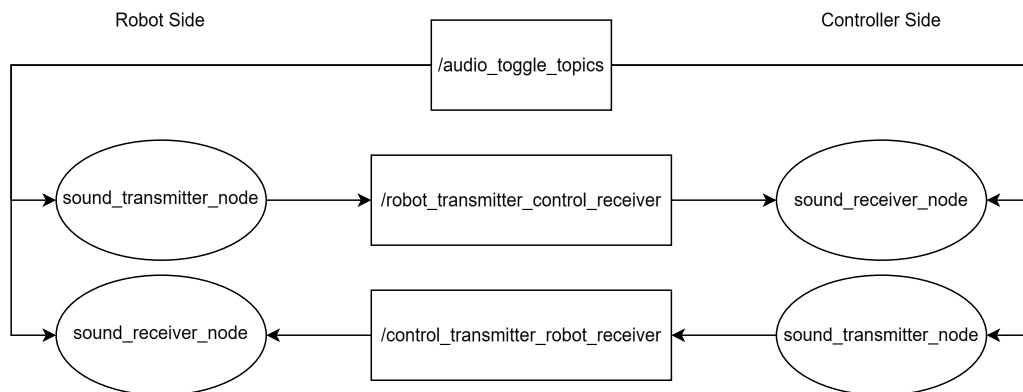 Robot Side
Controller Side
/audio_toggle_topics
sound_transmitter_node
/robot_transmitter_control_receiver
sound_receiver_node
sound_receiver_node
/control_transmitter_robot_receiver
sound_transmitter_node